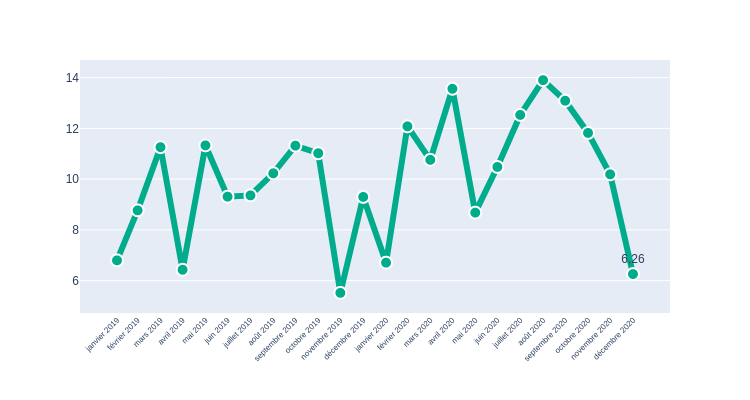 14
12
10
8
6
6.26
janvier 2019
février 2019
mars 2019
avril 2019
mai 2019
juin 2019
juillet 2019
août 2019
septembre 2019
octobre 2019
novembre 2019
décembre 2019
janvier 2020
février 2020
mars 2020
avril 2020
mai 2020
juin 2020
juillet 2020
août 2020
septembre 2020
octobre 2020
novembre 2020
décembre 2020